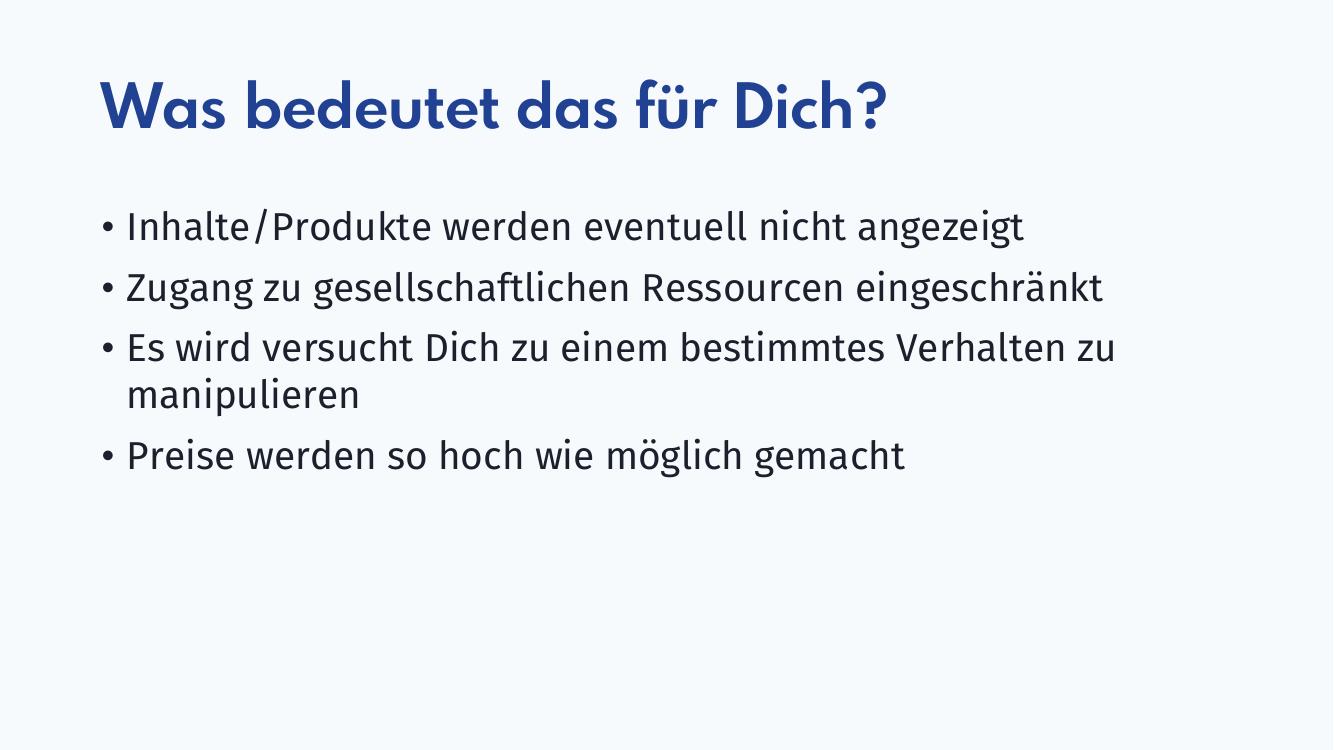 Was bedeutet das für Dich?
• Inhalte/Produkte werden eventuell nicht angezeigt
• Zugang zu gesellschaftlichen Ressourcen eingeschränkt
• Es wird versucht Dich zu einem bestimmtes Verhalten zu
manipulieren
• Preise werden so hoch wie möglich gemacht